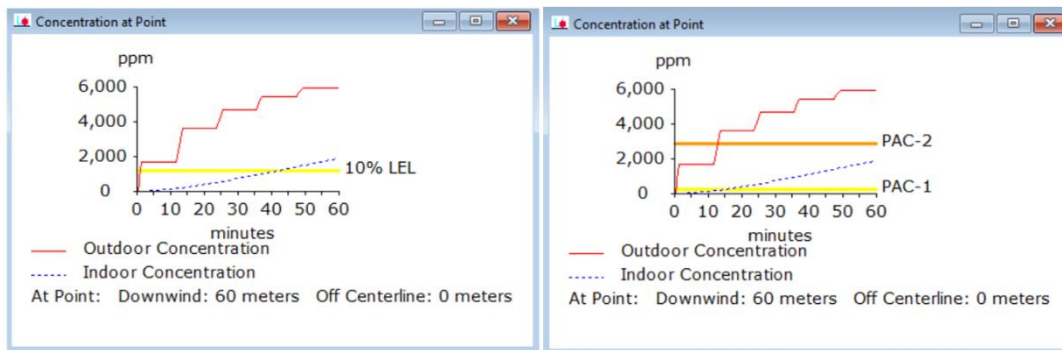 Concentration at Point
ppm
6,000
4,000
2,000
0
10% LEL
0 10 20 30 40 50 60
minutes
Outdoor Concentration
Indoor Concentration
At Point: Downwind: 60 meters Off Centerline: 0 meters
Concentration at Point
ppm
6,000
4,000
2,000
0
PAC-2
PAC-1
0 10 20 30 40 50 60
minutes
Outdoor Concentration
Indoor Concentration
At Point: Downwind: 60 meters Off Centerline: 0 meters